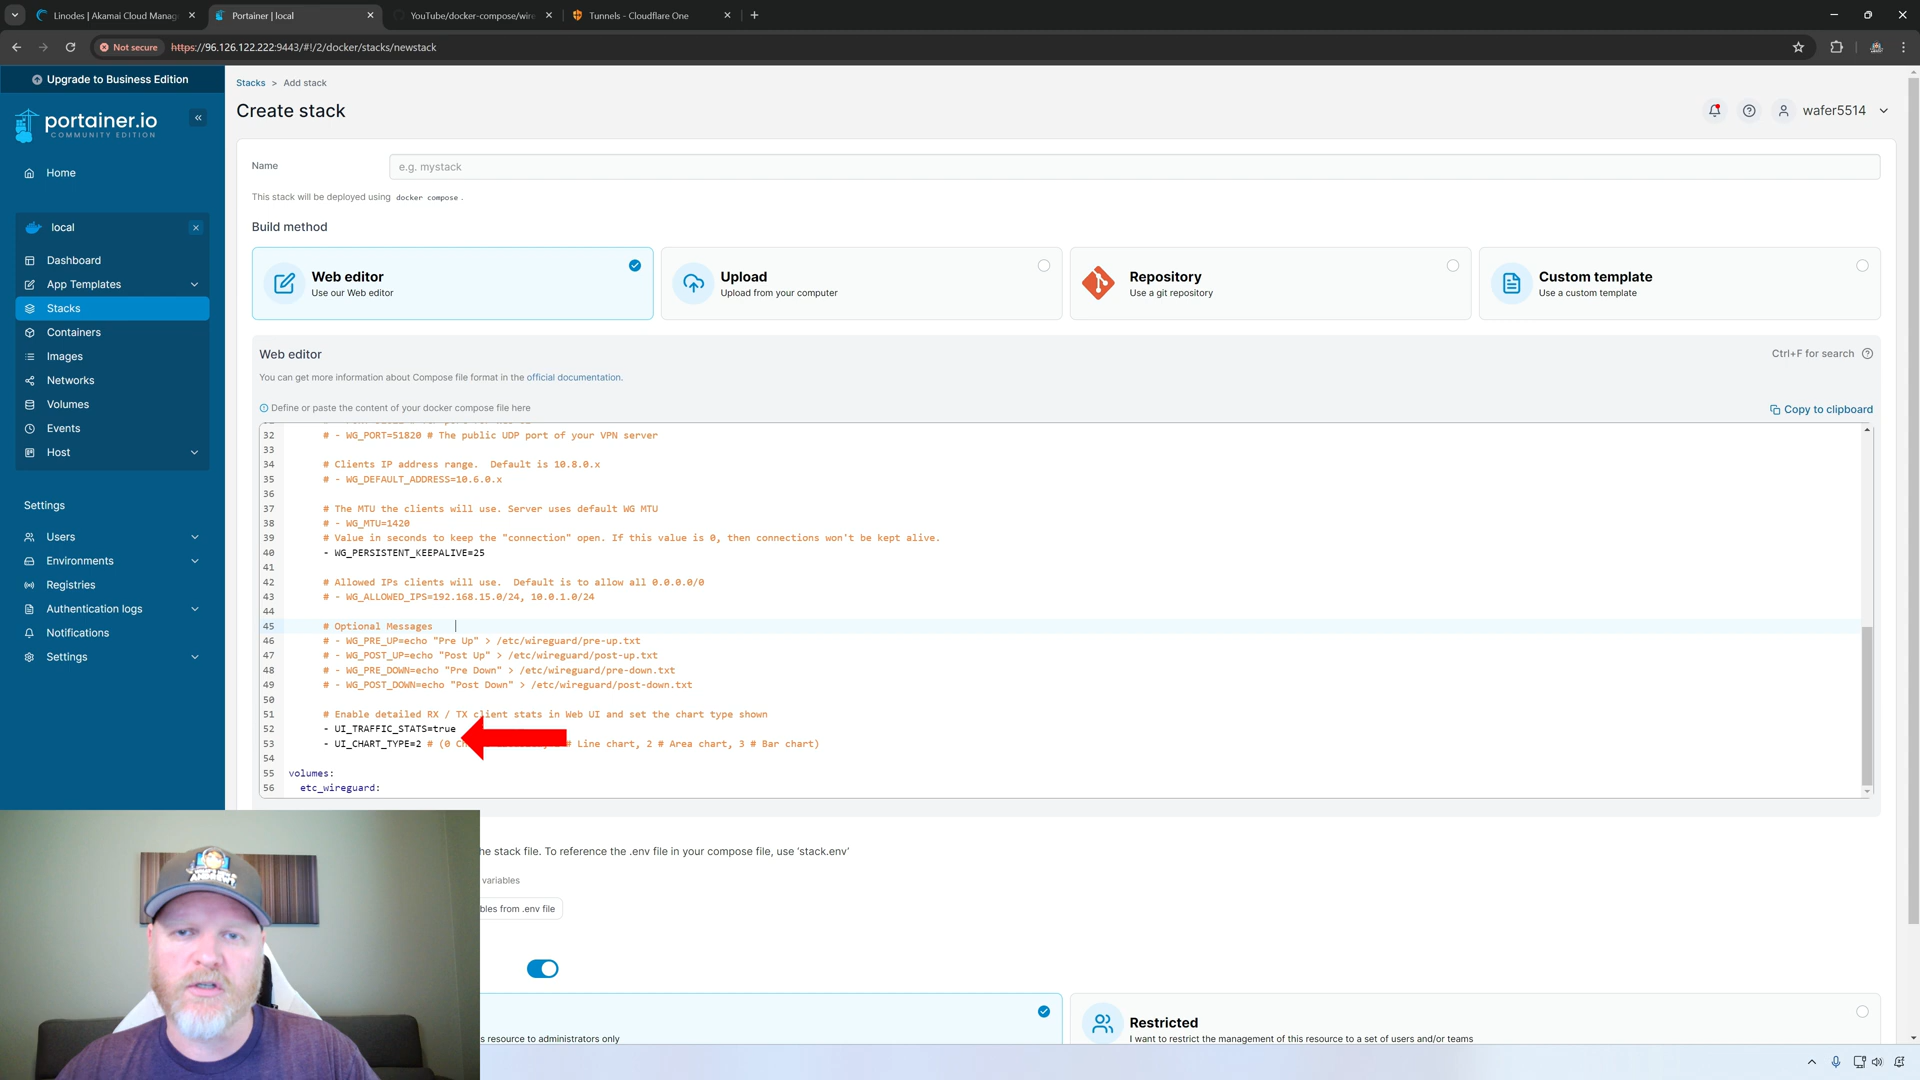 Linodes | Akamai Cloud Manag
Portainer | local
YouTube/docker-compose/wire
Tunnels - Cloudflare One
Not secure
https://96.126.122.222:9443/#!/2/docker/stacks/newstack
Upgrade to Business Edition
portainer.io
COMMUNITY EDITION
Home
local
Dashboard
App Templates
Stacks
Containers
Images
Networks
Volumes
Events
Host
Settings
Users
Environments
Registries
Authentication logs
Notifications
Settings
Stacks > Add stack
Create stack
wafer5514
Name
e.g. mystack
This stack will be deployed using docker compose.
Build method
Web editor
Use our Web editor
Upload
Upload from your computer
Repository
Use a git repository
Custom template
Use a custom template
Web editor
Ctrl+F for search
You can get more information about Compose file format in the official documentation.
Define or paste the content of your docker compose file here
Copy to clipboard
32 # - WG_PORT=51820 # The public UDP port of your VPN server
33
34 # Clients IP address range. Default is 10.8.0.x
35 # - WG_DEFAULT_ADDRESS=10.6.0.x
36
37 # The MTU the clients will use. Server uses default WG MTU
38 # - WG_MTU=1420
39 # Value in seconds to keep the "connection" open. If this value is 0, then connections won't be kept alive.
40 - WG_PERSISTENT_KEEPALIVE=25
41
42 # Allowed IPs clients will use. Default is to allow all 0.0.0.0/0
43 # - WG_ALLOWED_IPS=192.168.15.0/24, 10.0.1.0/24
44
45 # Optional Messages
46 # - WG_PRE_UP=echo "Pre Up" > /etc/wireguard/pre-up.txt
47 # - WG_POST_UP=echo "Post Up" > /etc/wireguard/post-up.txt
48 # - WG_PRE_DOWN=echo "Pre Down" > /etc/wireguard/pre-down.txt
49 # - WG_POST_DOWN=echo "Post Down" > /etc/wireguard/post-down.txt
50
51 # Enable detailed RX / TX client stats in Web UI and set the chart type shown
52 - UI_TRAFFIC_STATS=true
53 - UI_CHART_TYPE=2 # (0 # Line chart, 2 # Area chart, 3 # Bar chart)
54
55 volumes:
56 etc_wireguard:
he stack file. To reference the .env file in your compose file, use 'stack.env'
variables
bles from .env file
s resource to administrators only
Restricted
I want to restrict the management of this resource to a set of users and/or teams